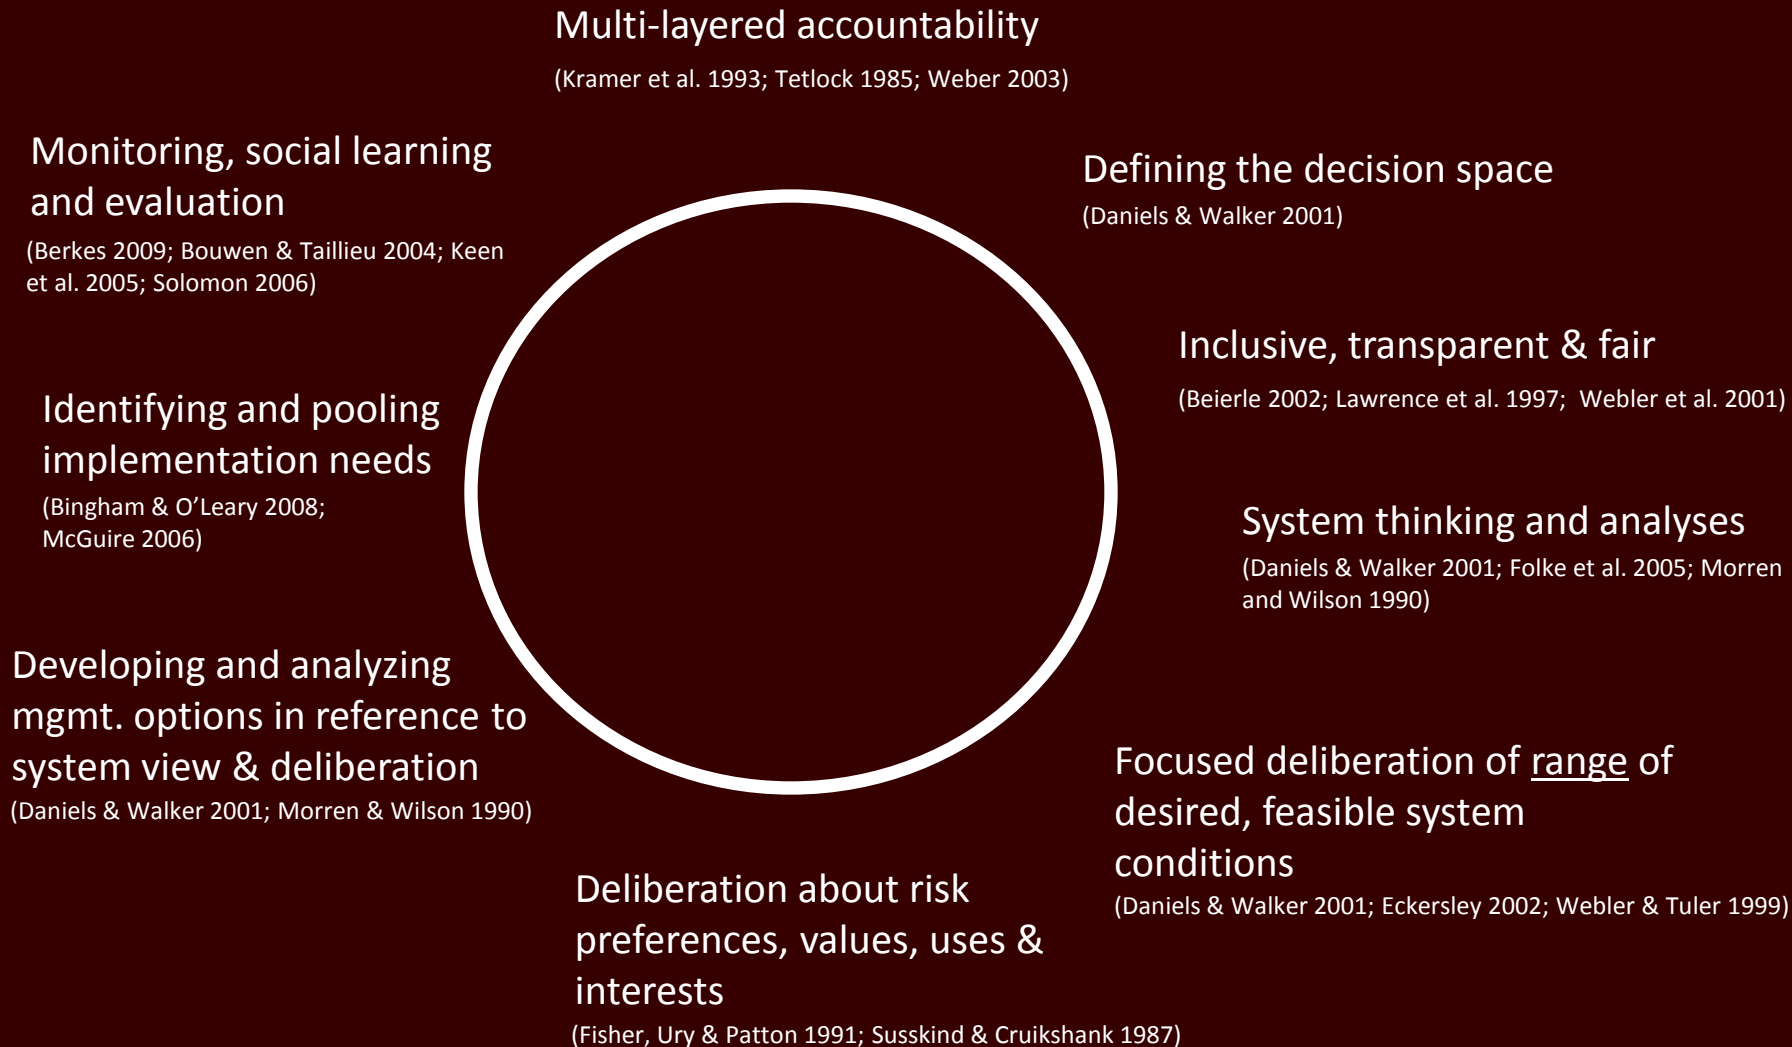 Multi-layered accountability
(Kramer et al. 1993; Tetlock 1985; Weber 2003)
Defining the decision space
(Daniels & Walker 2001)
Inclusive, transparent & fair
(Beierle 2002; Lawrence et al. 1997;  Webler et al. 2001)
System thinking and analyses
(Daniels & Walker 2001; Folke et al. 2005; Morren
and Wilson 1990)
Focused deliberation of range of
desired, feasible system
conditions
(Daniels & Walker 2001; Eckersley 2002; Webler & Tuler 1999)
Deliberation about risk
preferences, values, uses &
interests
(Fisher, Ury & Patton 1991; Susskind & Cruikshank 1987)
Developing and analyzing
mgmt. options in reference to
system view & deliberation
(Daniels & Walker 2001; Morren & Wilson 1990)
Identifying and pooling
implementation needs
(Bingham & O’Leary 2008;
McGuire 2006)
Monitoring, social learning
and evaluation
(Berkes 2009; Bouwen & Taillieu 2004; Keen
et al. 2005; Solomon 2006)